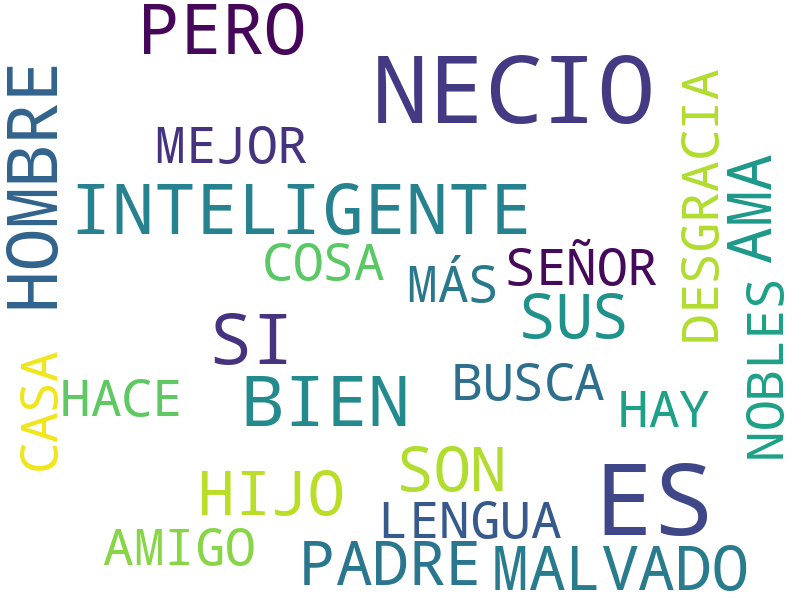 PERO
NECIO
HOMBRE
MEJOR
DESGRACIA
AMA
INTELIGENTE
COSA
MÁS
SEÑOR
SUS
NOBLES
SI
CASA
HACE
BIEN
BUSCA
HAY
HIJO
SON
ES
LENGUA
AMIGO
PADRE
MALVADO